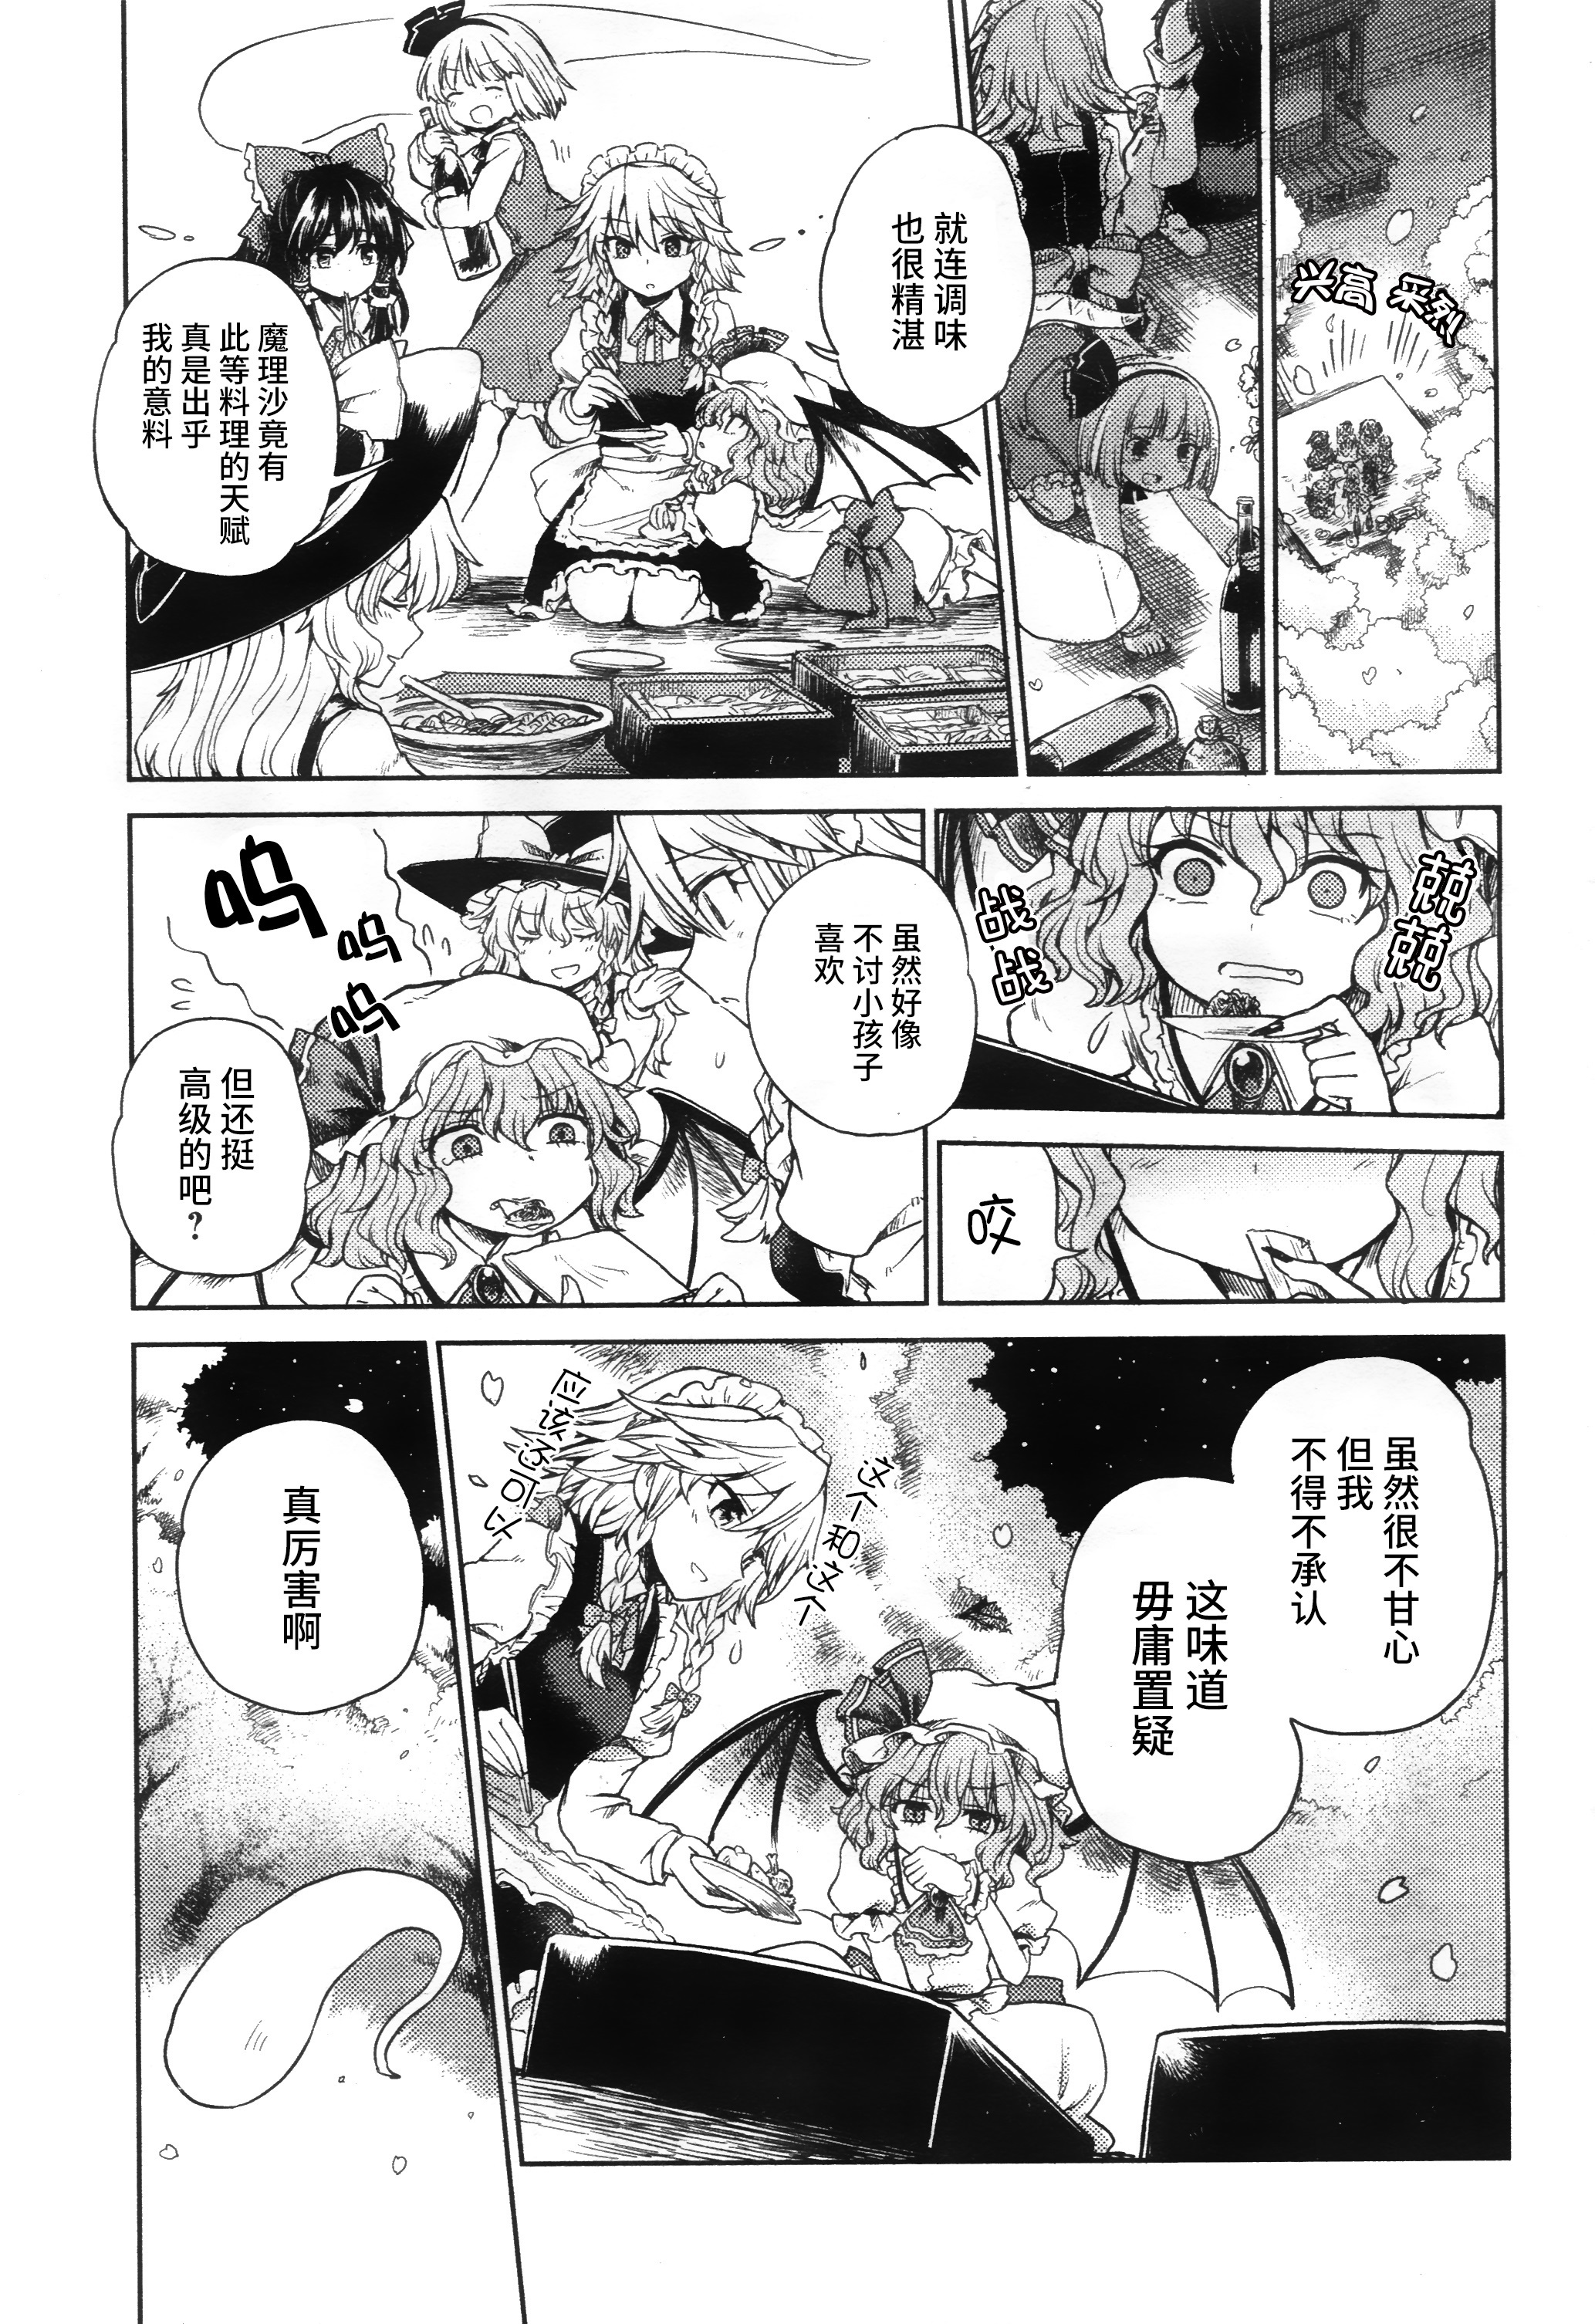 兴高
采烈
就连调味
也很精湛
魔理沙竟有
此等料理的天赋
真是出乎
我的意料
兢兢
战战
咬
虽然好像
不讨小孩子
喜欢
呜
呜
呜
但还挺
高级的吧?
虽然很不甘心
但我
不得不承认
这味道
毋庸置疑
这个和这个
应该还可以
真厉害啊